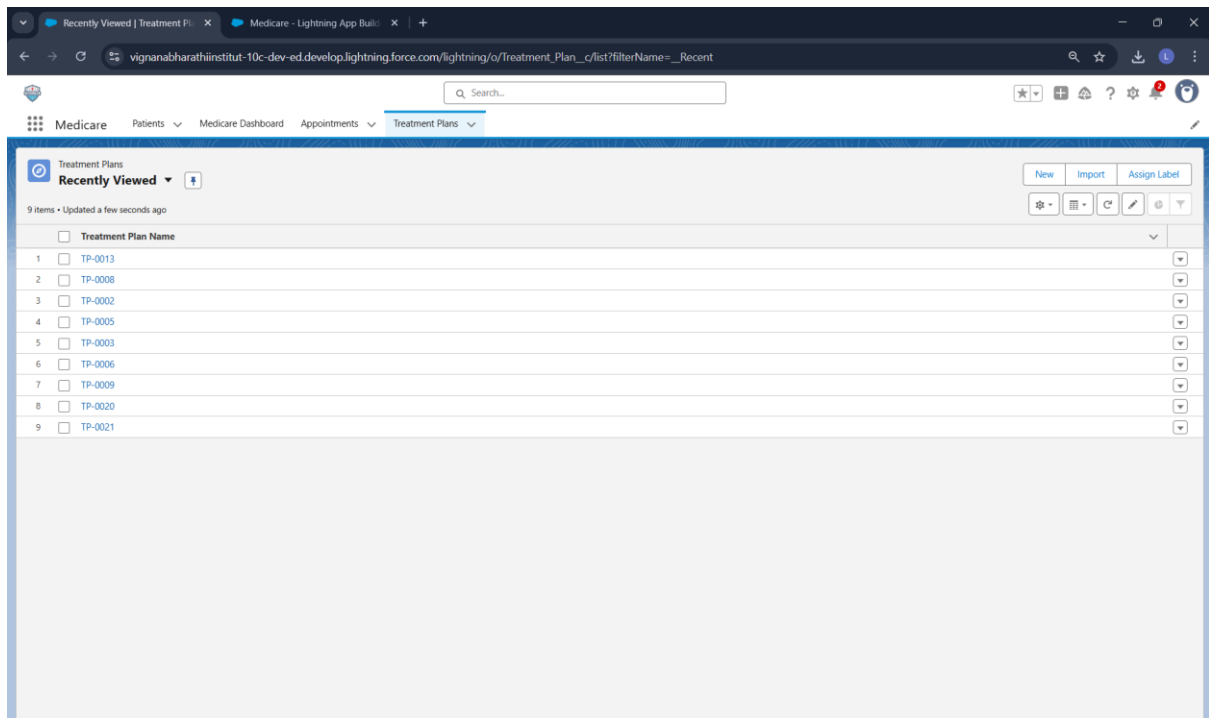 Recently Viewed | Treatment Pl
Medicare - Lightning App Build
vignanabharathiinstitut-10c-dev-ed.develop.lightning.force.com/lightning/o/Treatment_Plan__c/list?filterName=__Recent
L
Search...
2
Medicare Patients Medicare Dashboard Appointments Treatment Plans
Treatment Plans
Recently Viewed
New Import Assign Label
9 items • Updated a few seconds ago
Treatment Plan Name
1 TP-0013
2 TP-0008
3 TP-0002
4 TP-0005
5 TP-0003
6 TP-0006
7 TP-0009
8 TP-0020
9 TP-0021